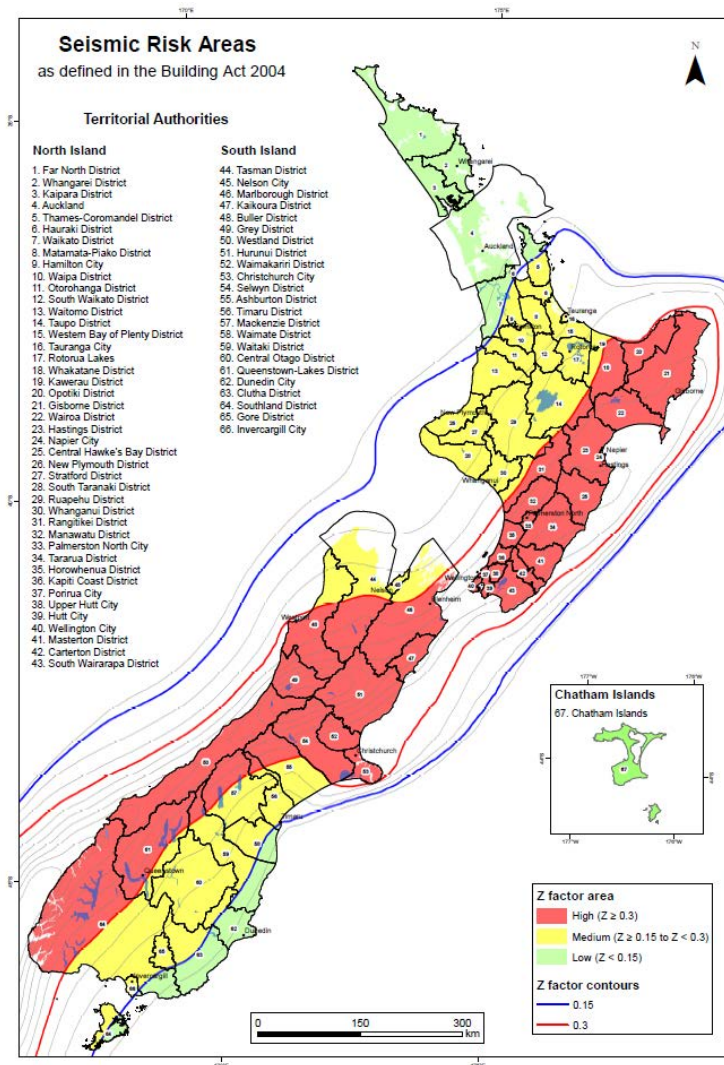 Seismic Risk Areas
as defined in the Building Act 2004
Territorial Authorities
North Island
1. Far North District
2. Whangarei District
3. Kaipara District
4. Auckland
5. Thames-Coromandel District
6. Hauraki District
7. Waikato District
8. Matamata-Piako District
9. Hamilton City
10. Waipa District
11. Otorohanga District
12. South Waikato District
13. Waitomo District
14. Taupo District
15. Western Bay of Plenty District
16. Tauranga City
17. Rotorua Lakes
18. Whakatane District
19. Kawerau District
20. Opotiki District
21. Gisborne District
22. Wairoa District
23. Hastings District
24. Napier City
25. Central Hawke's Bay District
26. New Plymouth District
27. Stratford District
28. South Taranaki District
29. Ruapehu District
30. Whanganui District
31. Rangitikei District
32. Manawatu District
33. Palmerston North City
34. Tararua District
35. Horowhenua District
36. Kapiti Coast District
37. Porirua City
38. Upper Hutt City
39. Hutt City
40. Wellington City
41. Masterton District
42. Carterton District
43. South Wairarapa District
South Island
44. Tasman District
45. Nelson City
46. Marlborough District
47. Kaikoura District
48. Buller District
49. Grey District
50. Westland District
51. Hurunui District
52. Waimakariri District
53. Christchurch City
54. Selwyn District
55. Ashburton District
56. Timaru District
57. Mackenzie District
58. Waimate District
59. Waitaki District
60. Central Otago District
61. Queenstown-Lakes District
62. Dunedin City
63. Clutha District
64. Southland District
65. Gore District
66. Invercargill City
N
Whangarei
Auckland
Tauranga
Gisborne
New Plymouth
Napier
Hastings
Whanganui
Palmerston North
Wellington
Nelson
Blenheim
Westport
Christchurch
Timaru
Queenstown
Dunedin
Invercargill
Chatham Islands
67. Chatham Islands
67
Z factor area
High (Z ≥ 0.3)
Medium (Z ≥ 0.15 to Z < 0.3)
Low (Z < 0.15)
Z factor contours
0.15
0.3
0 150 300
km